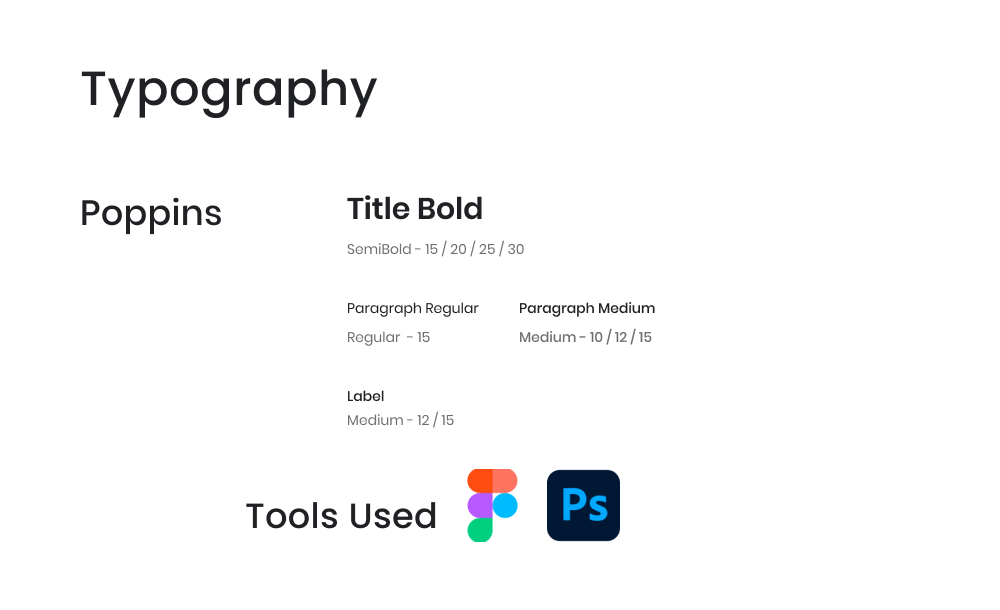 Typography
Poppins
Title Bold
SemiBold - 15 / 20 / 25 / 30
Paragraph Regular
Regular - 15
Paragraph Medium
Medium - 10 / 12 / 15
Label
Medium - 12 / 15
Tools Used
Ps